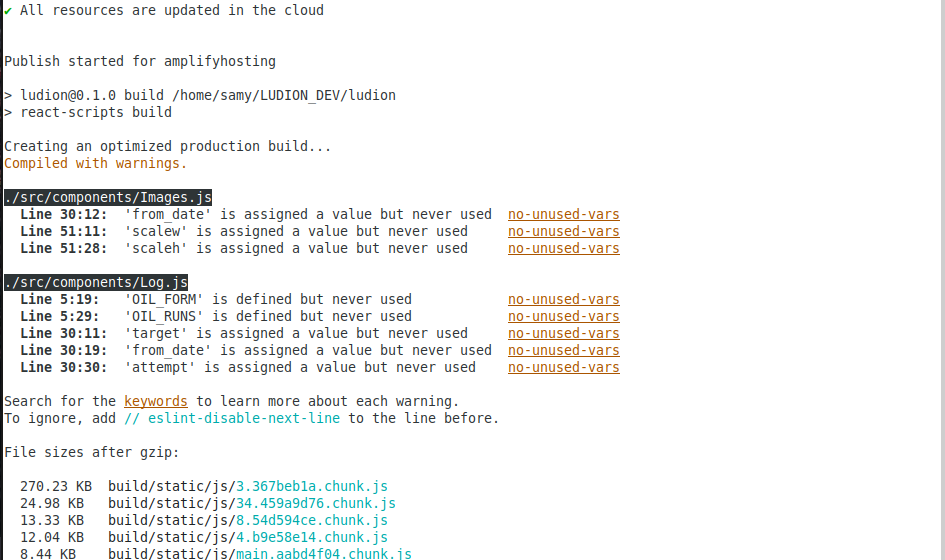 ✔ All resources are updated in the cloud
Publish started for amplifyhosting
> ludion@0.1.0 build /home/samy/LUDION_DEV/ludion
> react-scripts build
Creating an optimized production build...
Compiled with warnings.
./src/components/Images.js
Line 30:12: 'from_date' is assigned a value but never used no-unused-vars
Line 51:11: 'scalew' is assigned a value but never used no-unused-vars
Line 51:28: 'scaleh' is assigned a value but never used no-unused-vars
./src/components/Log.js
Line 5:19: 'OIL_FORM' is defined but never used no-unused-vars
Line 5:29: 'OIL_RUNS' is defined but never used no-unused-vars
Line 30:11: 'target' is assigned a value but never used no-unused-vars
Line 30:19: 'from_date' is assigned a value but never used no-unused-vars
Line 30:30: 'attempt' is assigned a value but never used no-unused-vars
Search for the keywords to learn more about each warning.
To ignore, add // eslint-disable-next-line to the line before.
File sizes after gzip:
270.23 KB build/static/js/3.367beb1a.chunk.js
24.98 KB build/static/js/34.459a9d76.chunk.js
13.33 KB build/static/js/8.54d594ce.chunk.js
12.04 KB build/static/js/4.b9e58e14.chunk.js
8.44 KB build/static/js/main.aabd4f04.chunk.js